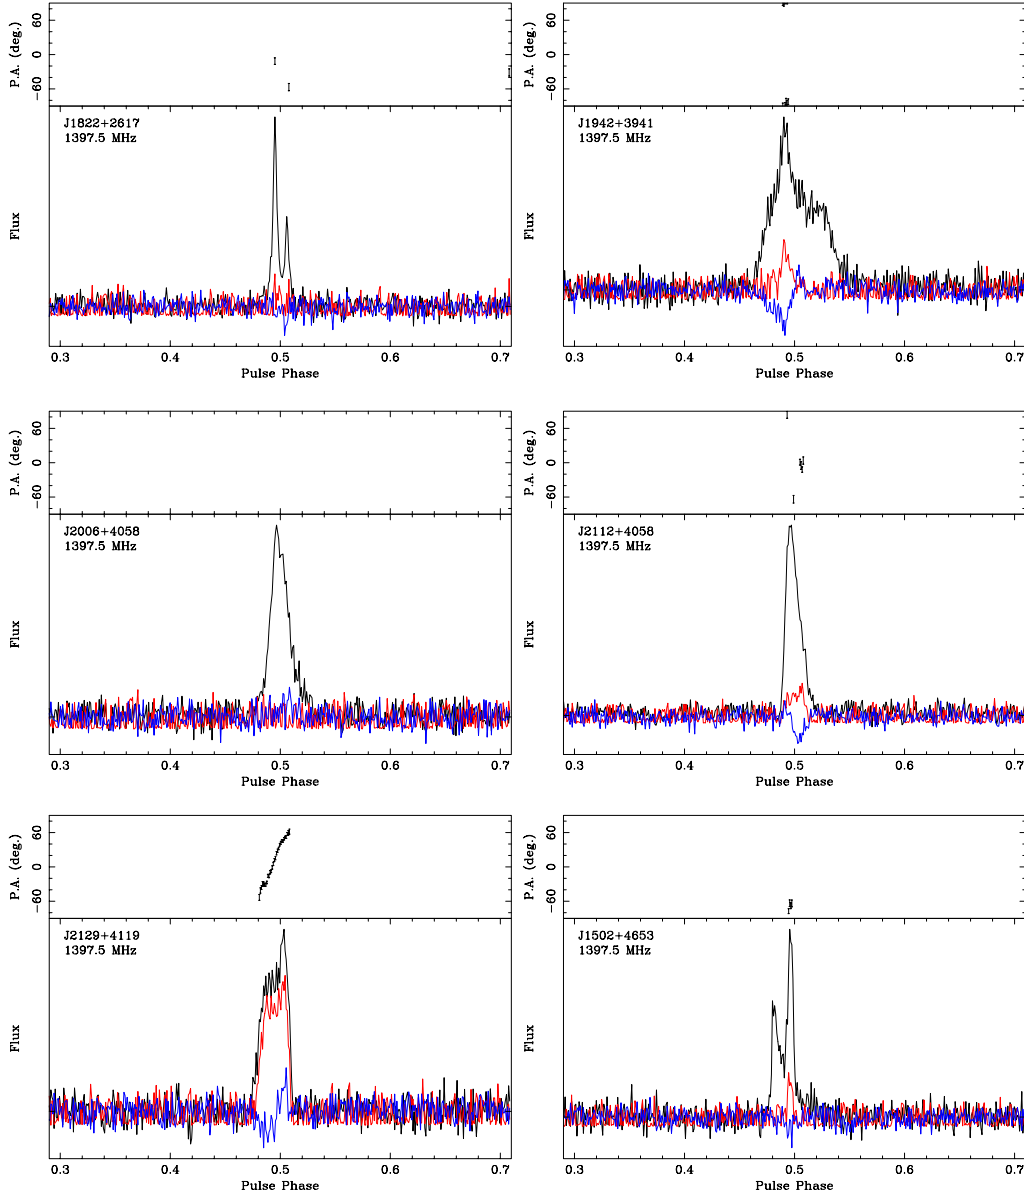 P.A. (deg.)
60
0
−60
J1822+2617
1397.5 MHz
Flux
0.3 0.4 0.5 0.6 0.7
Pulse Phase
P.A. (deg.)
60
0
−60
J1942+3941
1397.5 MHz
Flux
0.3 0.4 0.5 0.6 0.7
Pulse Phase
P.A. (deg.)
60
0
−60
J2006+4058
1397.5 MHz
Flux
0.3 0.4 0.5 0.6 0.7
Pulse Phase
P.A. (deg.)
60
0
−60
J2112+4058
1397.5 MHz
Flux
0.3 0.4 0.5 0.6 0.7
Pulse Phase
P.A. (deg.)
60
0
−60
J2129+4119
1397.5 MHz
Flux
0.3 0.4 0.5 0.6 0.7
Pulse Phase
P.A. (deg.)
60
0
−60
J1502+4653
1397.5 MHz
Flux
0.3 0.4 0.5 0.6 0.7
Pulse Phase